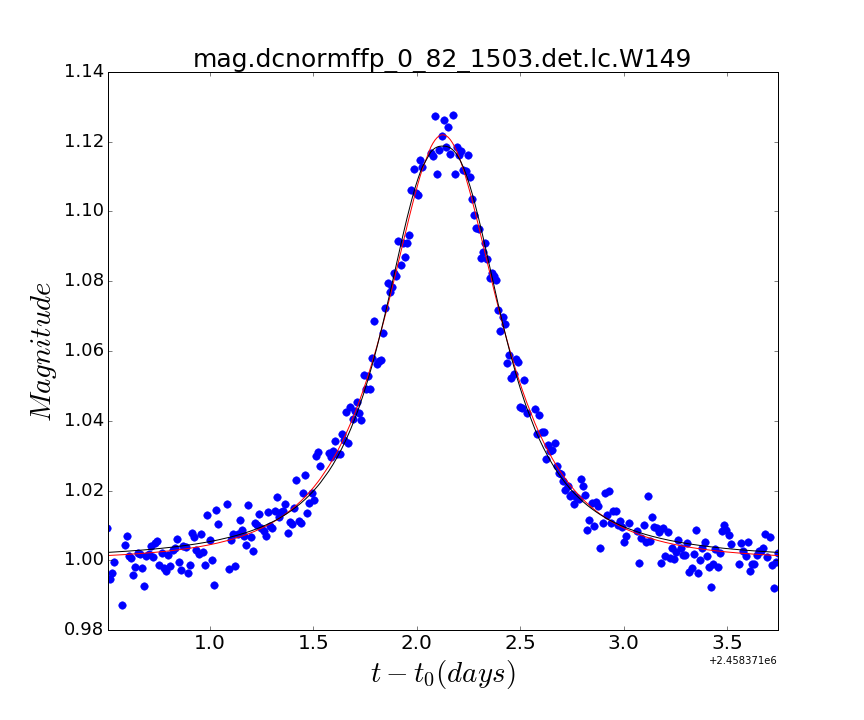 mag.dcnormffp_0_82_1503.det.lc.W149
1.14
1.12
1.10
1.08
1.06
1.04
1.02
1.00
0.98
Magnitude
1.0 1.5 2.0 2.5 3.0 3.5
+2.458371e6
t − t₀(days)